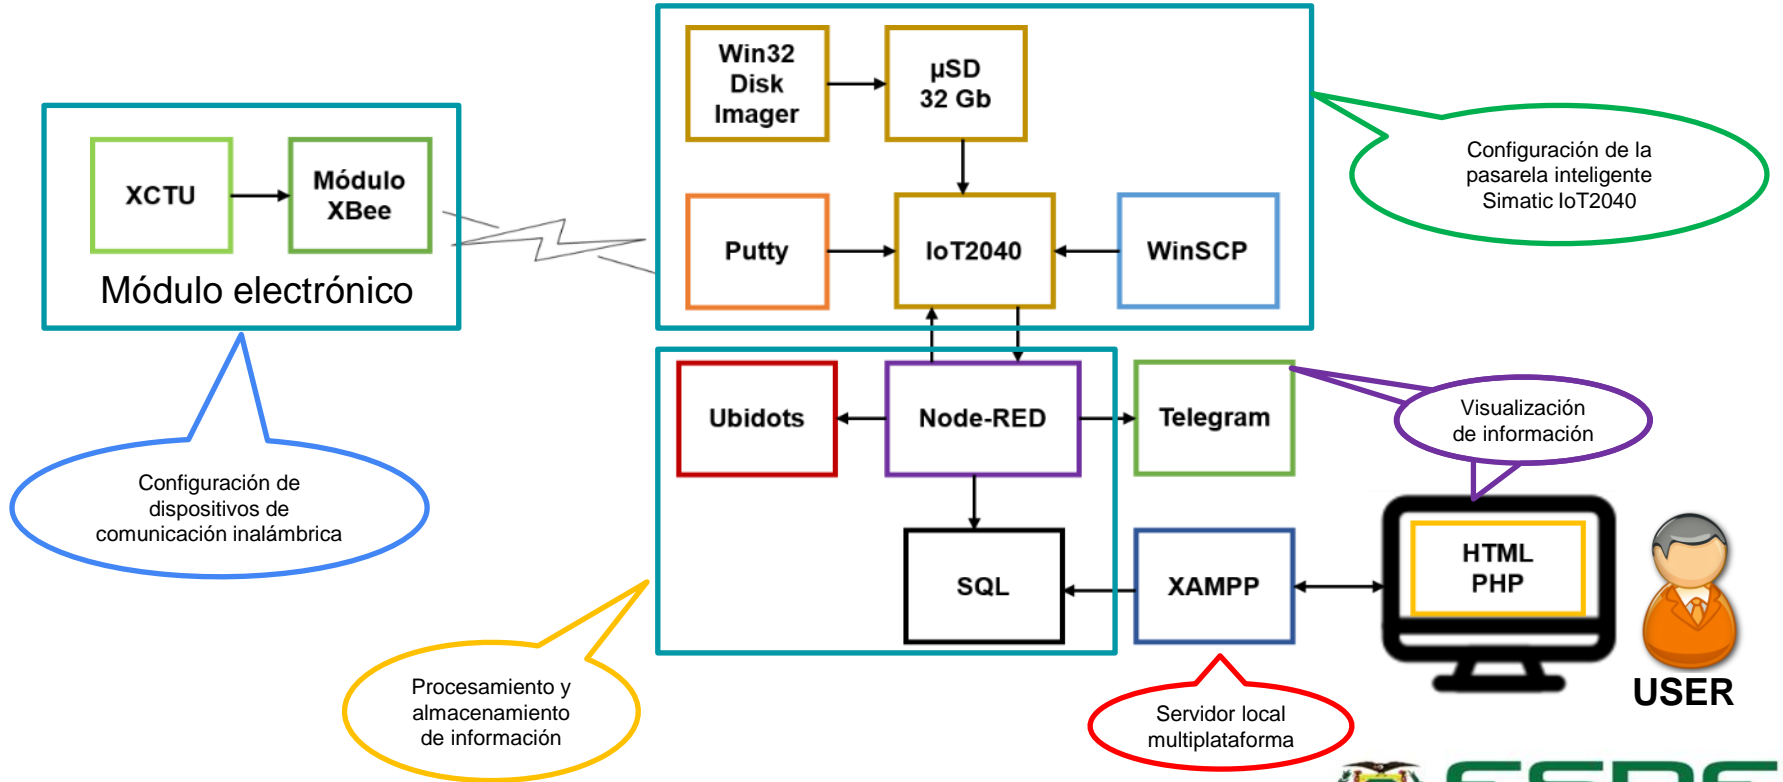 Win32
Disk
Imager
µSD
32 Gb
XCTU
Módulo
XBee
Módulo electrónico
Putty
IoT2040
WinSCP
Configuración de la
pasarela inteligente
Simatic IoT2040
Ubidots
Node-RED
Telegram
Visualización
de información
Configuración de
dispositivos de
comunicación inalámbrica
SQL
XAMPP
HTML
PHP
USER
Procesamiento y
almacenamiento
de información
Servidor local
multiplataforma